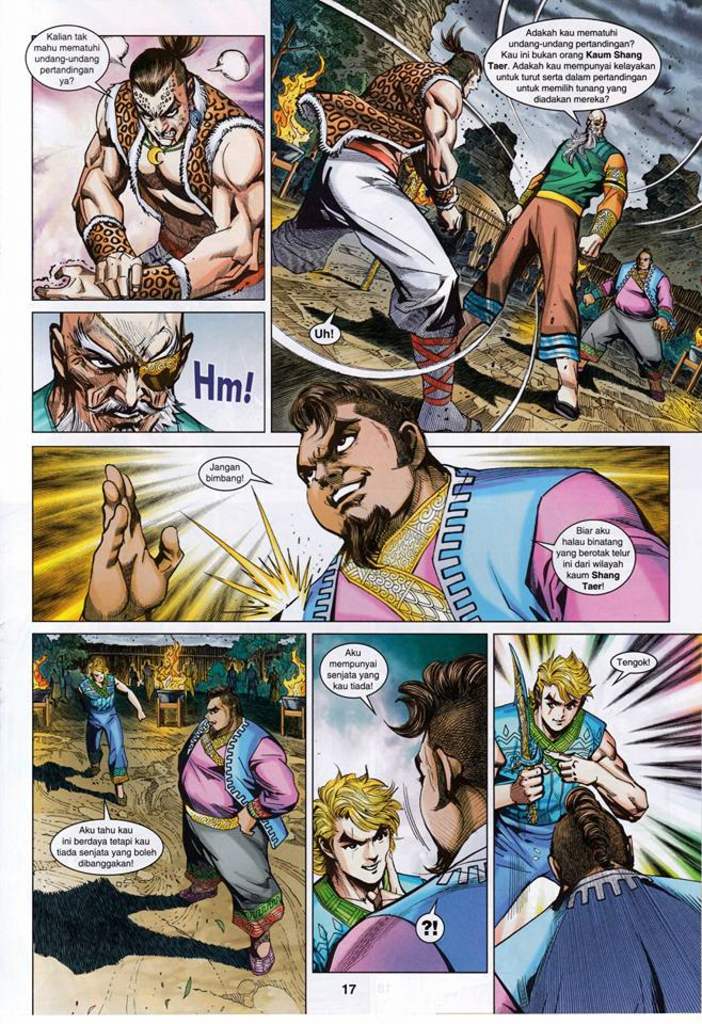 Kalian tak
mahu mematuhi
undang-undang
pertandingan
ya?
Adakah kau mematuhi
undang-undang pertandingan?
Kau ini bukan orang Kaum Shang
Taer. Adakah kau mempunyai kelayakan
untuk turut serta dalam pertandingan
untuk memilih tunang yang
diadakan mereka?
Uh!
Hm!
Jangan
bimbang!
Biar aku
halau binatang
yang berotak telur
ini dari wilayah
kaum Shang
Taer!
Aku tahu kau
ini berdaya tetapi kau
tiada senjata yang boleh
dibanggakan!
Aku
mempunyai
senjata yang
kau tiada!
?!
Tengok!
17